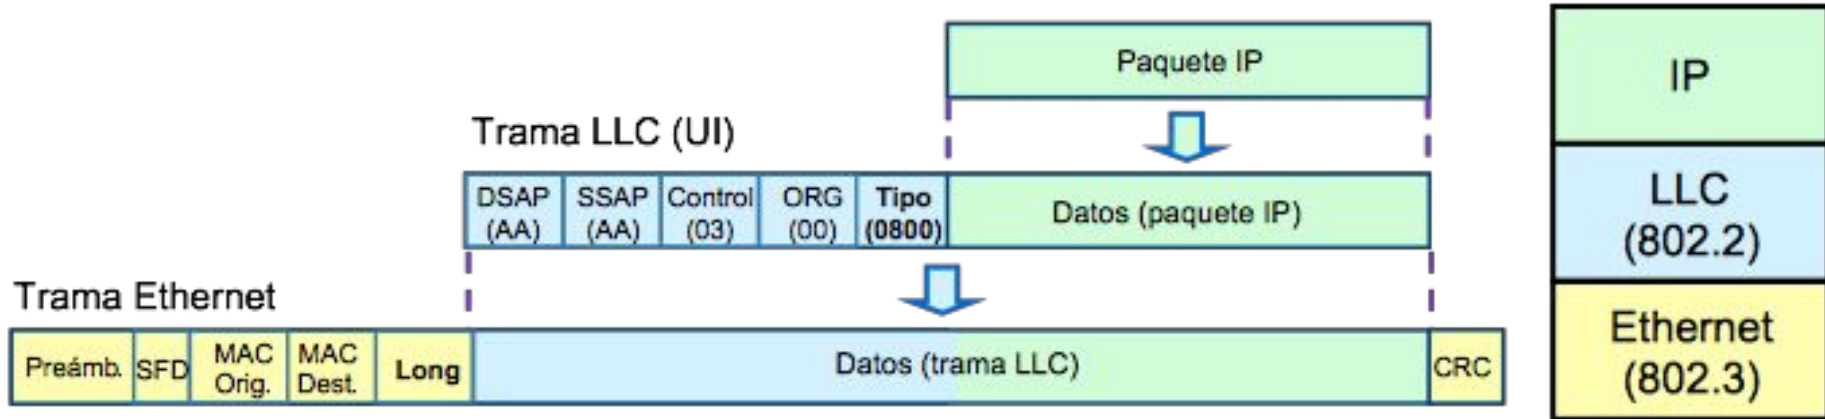 Paquete IP
IP
Trama LLC (UI)
DSAP
(AA)
SSAP
(AA)
Control
(03)
ORG
(00)
Tipo
(0800)
Datos (paquete IP)
LLC
(802.2)
Trama Ethernet
Preámb.
SFD
MAC
Orig.
MAC
Dest.
Long
Datos (trama LLC)
CRC
Ethernet
(802.3)